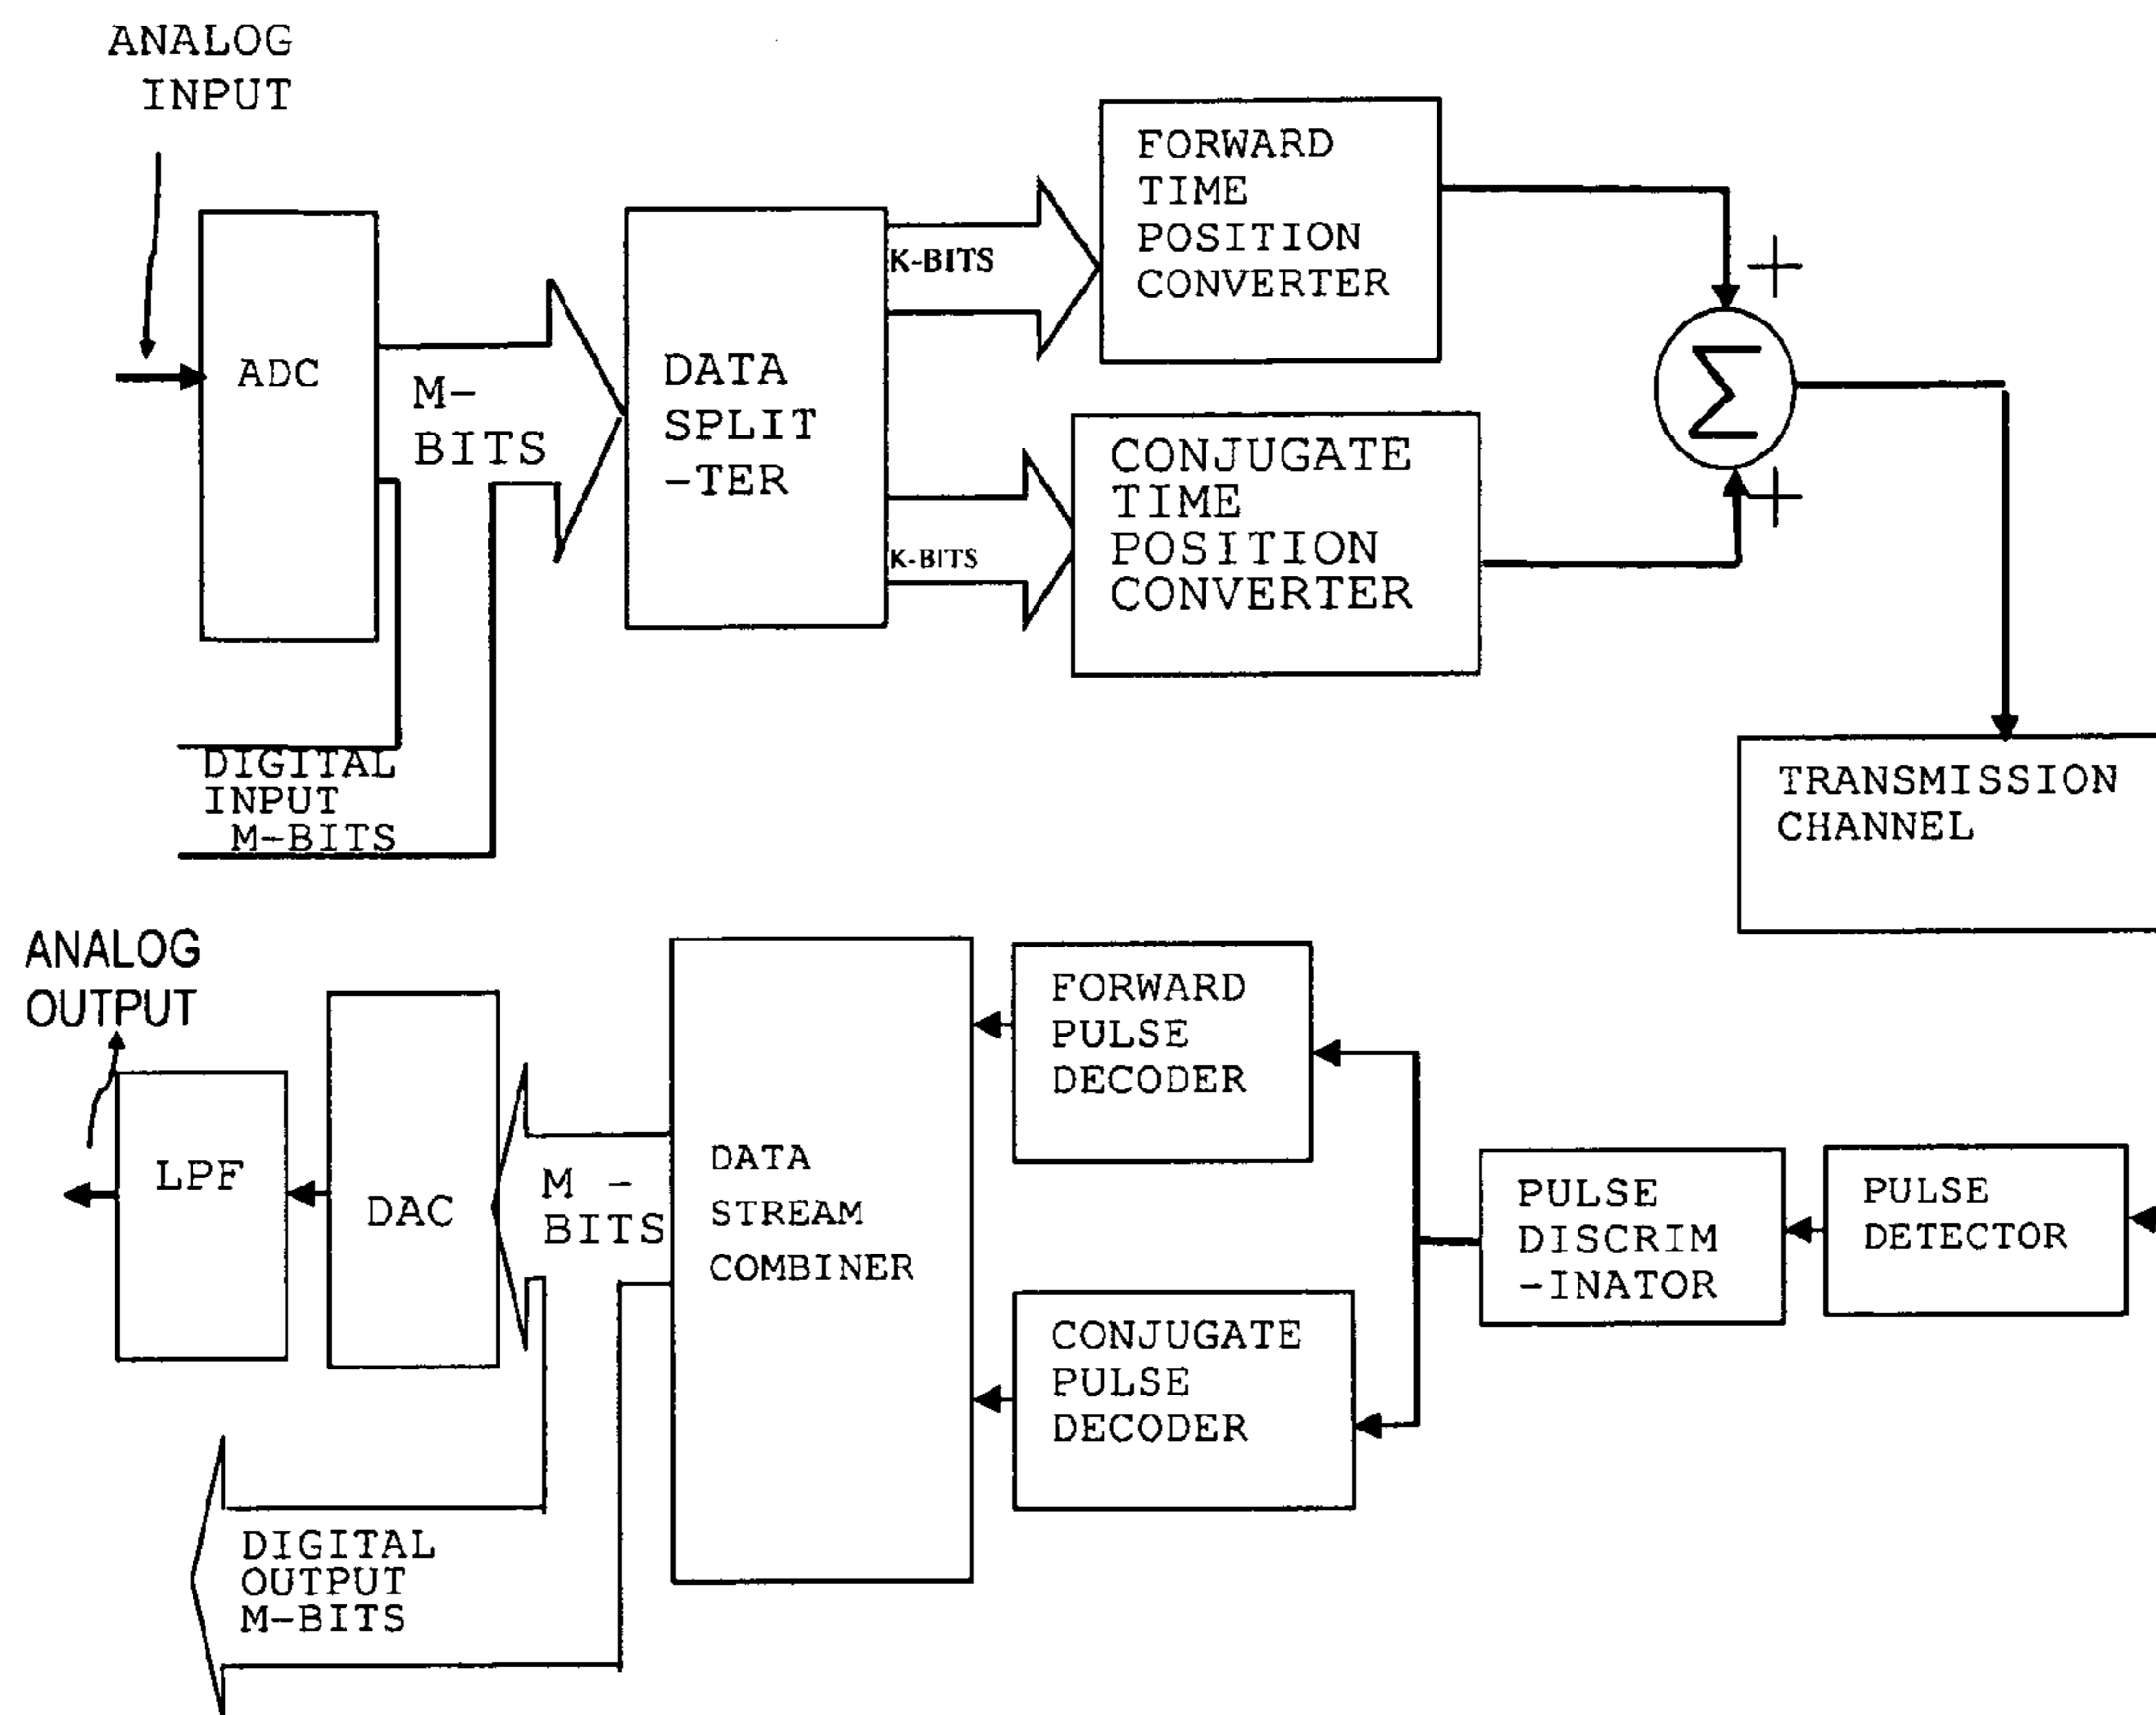 ANALOG
INPUT
ADC
M-
BITS
DIGITAL
INPUT
M-BITS
DATA
SPLIT
-TER
K-BITS
K-BITS
FORWARD
TIME
POSITION
CONVERTER
CONJUGATE
TIME
POSITION
CONVERTER
+
Σ
+
TRANSMISSION
CHANNEL
ANALOG
OUTPUT
LPF
DAC
M -
BITS
DIGITAL
OUTPUT
M-BITS
DATA
STREAM
COMBINER
FORWARD
PULSE
DECODER
CONJUGATE
PULSE
DECODER
PULSE
DISCRIM
-INATOR
PULSE
DETECTOR